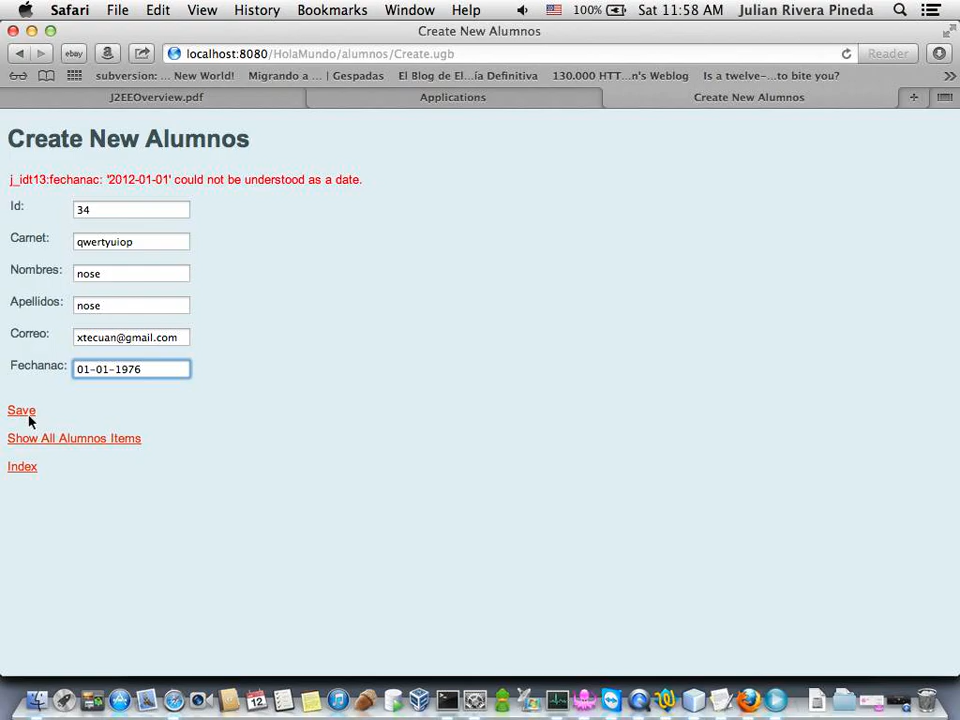 Safari File Edit View History Bookmarks Window Help 100% Sat 11:58 AM Julian Rivera Pineda
Create New Alumnos
ebay localhost:8080/HolaMundo/alumnos/Create.ugb Reader
subversion: ... New World! Migrando a ... | Gespadas El Blog de El...ía Definitiva 130.000 HTT...n's Weblog Is a twelve-...to bite you?
J2EEOverview.pdf Applications Create New Alumnos
Create New Alumnos
j_idt13:fechanac: '2012-01-01' could not be understood as a date.
Id: 34
Carnet: qwertyuiop
Nombres: nose
Apellidos: nose
Correo: xtecuan@gmail.com
Fechanac: 01-01-1976
Save
Show All Alumnos Items
Index